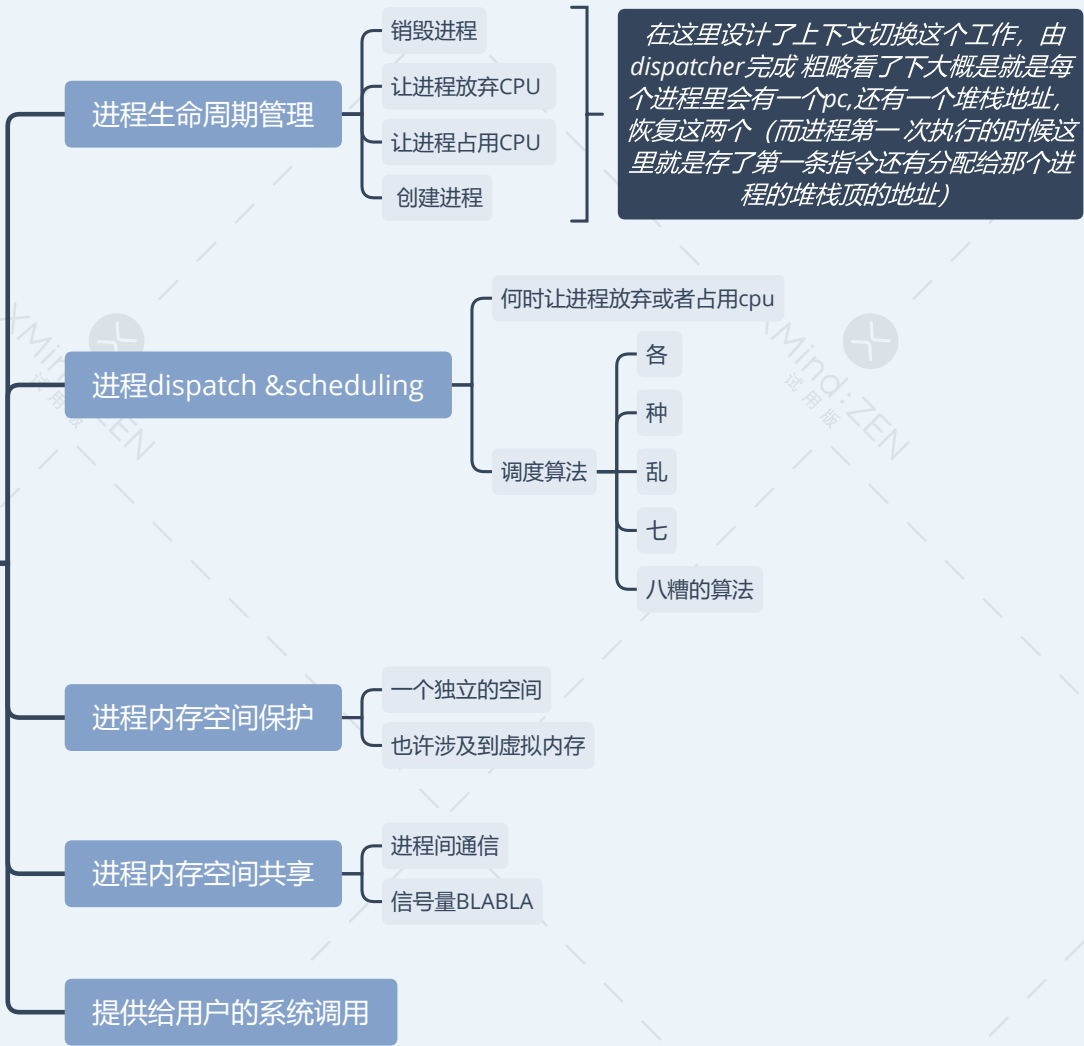 进程生命周期管理
销毁进程
让进程放弃CPU
让进程占用CPU
创建进程
在这里设计了上下文切换这个工作，由
dispatcher完成 粗略看了下大概是就是每
个进程里会有一个pc,还有一个堆栈地址，
恢复这两个（而进程第一 次执行的时候这
里就是存了第一条指令还有分配给那个进
程的堆栈顶的地址）
进程dispatch &scheduling
何时让进程放弃或者占用cpu
调度算法
各
种
乱
七
八糟的算法
进程内存空间保护
一个独立的空间
也许涉及到虚拟内存
进程内存空间共享
进程间通信
信号量BLABLA
提供给用户的系统调用
XMind:ZEN
试用版
XMind:ZEN
试用版